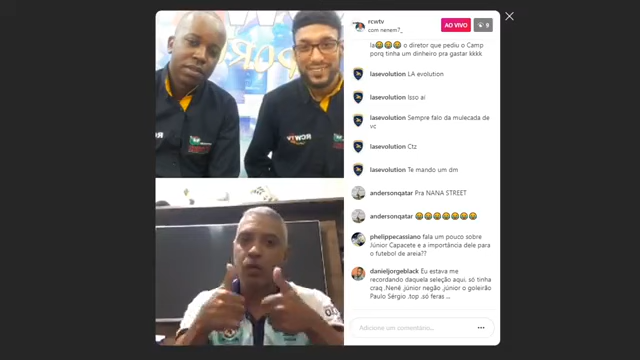 rcwtv
com nenem?_
AO VIVO
9
la😂😂😂 o diretor que pediu o Camp
porq tinha um dinheiro pra gastar kkkk
lasevolution LA evolution
lasevolution Isso aí
lasevolution Sempre falo da mulecada de
vc
lasevolution Ctz
lasevolution Te mando um dm
andersonqatar Pra NANA STREET
andersonqatar 😂😂😂😂😂😂😂
phelippecassiano fala um pouco sobre
Júnior Capacete e a importância dele para
o futebol de areia??
danieljorgeblack Eu estava me
recordando daquela seleção aqui, só tinha
craq .Nenê ,júnior negão ,júnior o goleirão
Paulo Sérgio .top ,só feras ...
Adicione um comentário...